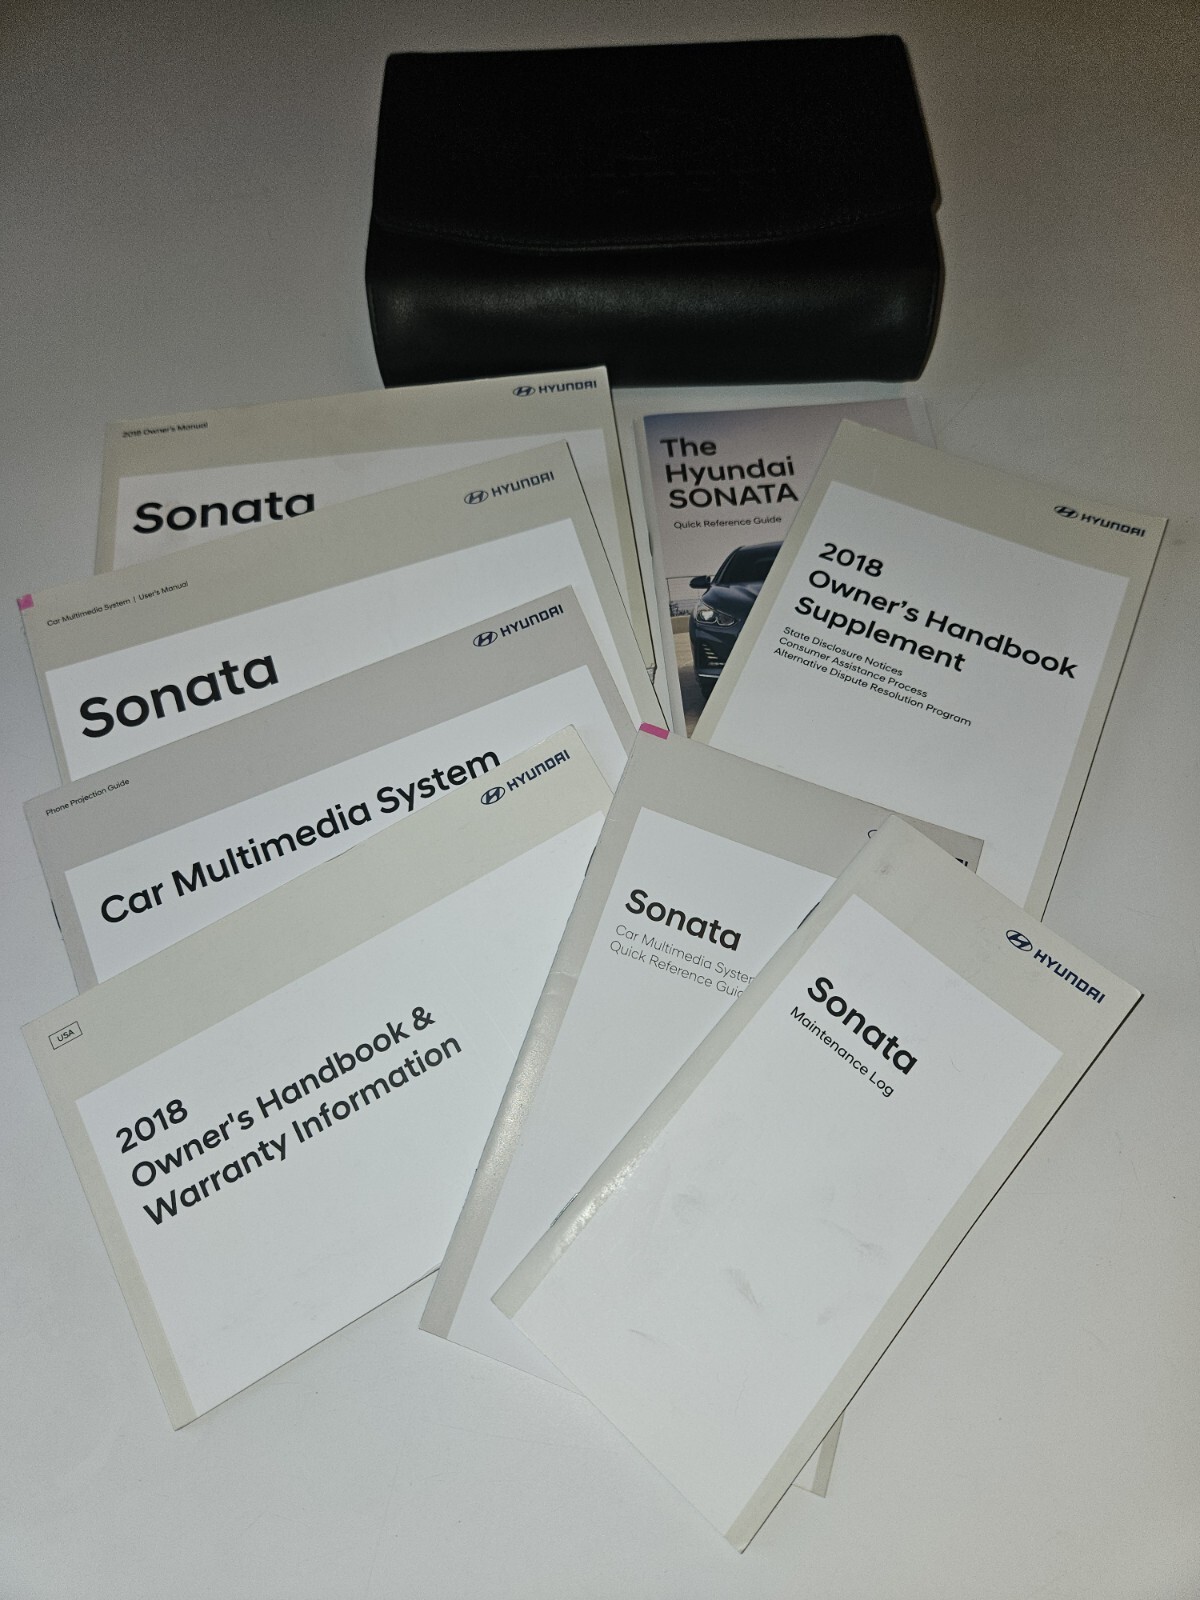 HYUNDAI
2018 Owner's Manual
Sonata
HYUNDAI
Car Multimedia System | User's Manual
Sonata
HYUNDAI
Phone Projection Guide
Car Multimedia System
HYUNDAI
USA
2018
Owner's Handbook &
Warranty Information
The
Hyundai
SONATA
Quick Reference Guide
HYUNDAI
2018
Owner's Handbook
Supplement
State Disclosure Notices
Consumer Assistance Process
Alternative Dispute Resolution Program
Sonata
Car Multimedia System
Quick Reference Guid
HYUNDAI
Sonata
Maintenance Log